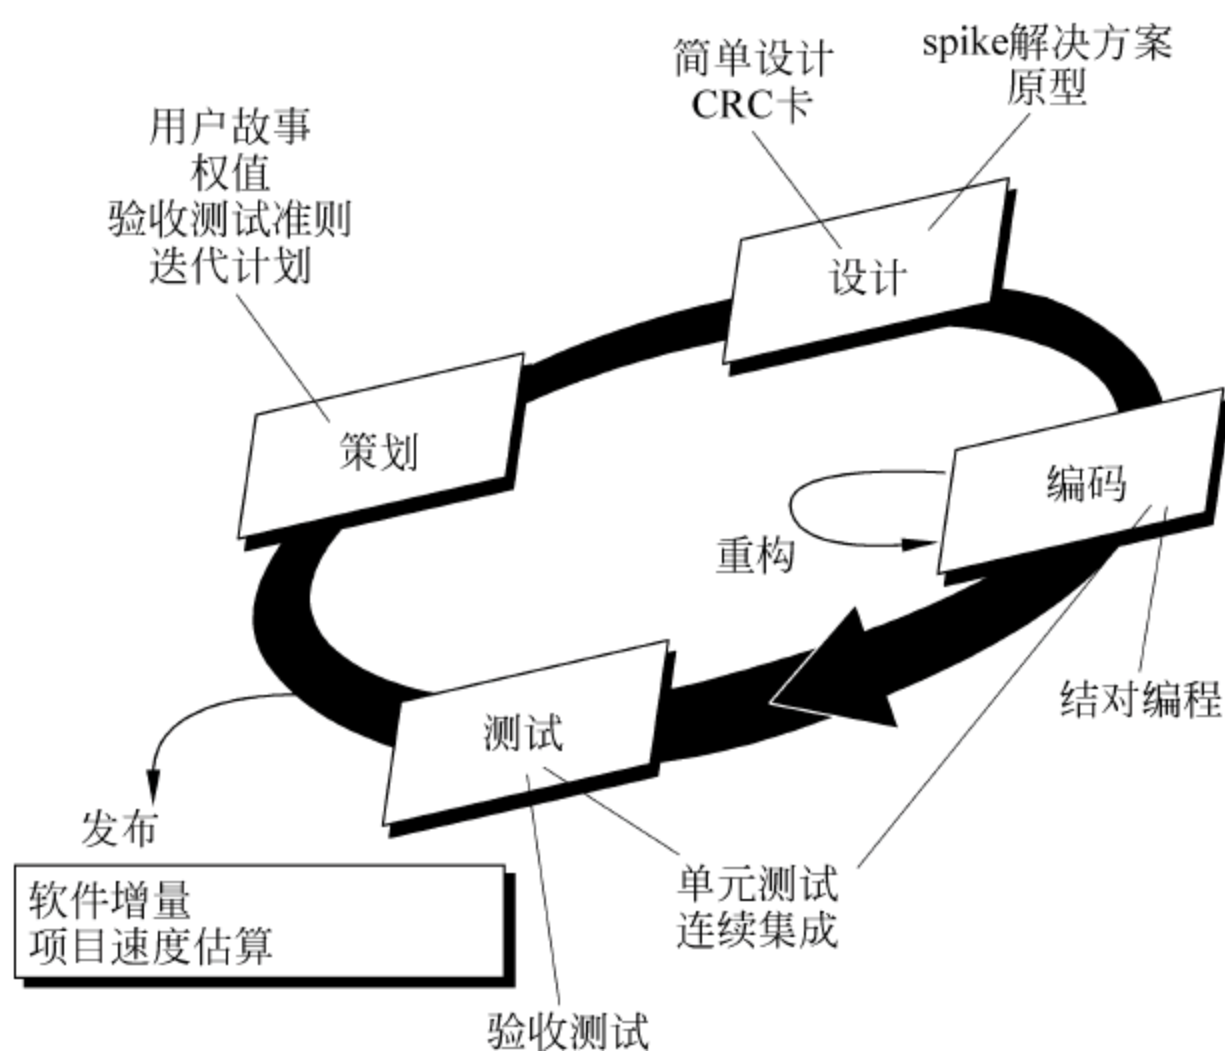 简单设计
CRC卡
spike解决方案
原型
用户故事
权值
验收测试准则
迭代计划
设计
策划
编码
重构
结对编程
测试
发布
软件增量
项目速度估算
单元测试
连续集成
验收测试